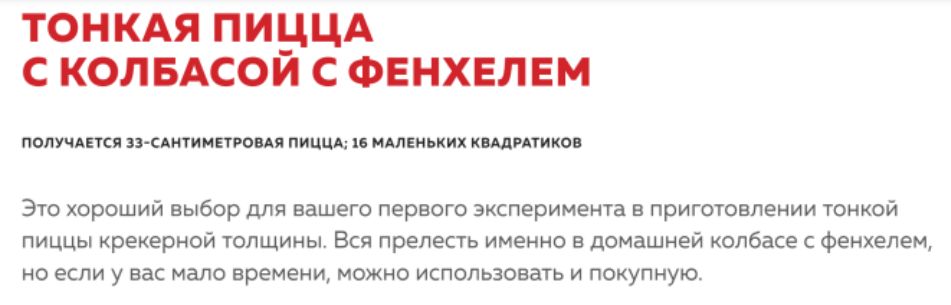 ТОНКАЯ ПИЦЦА
С КОЛБАСОЙ С ФЕНХЕЛЕМ
ПОЛУЧАЕТСЯ 33-САНТИМЕТРОВАЯ ПИЦЦА; 16 МАЛЕНЬКИХ КВАДРАТИКОВ
Это хороший выбор для вашего первого эксперимента в приготовлении тонкой
пиццы крекерной толщины. Вся прелесть именно в домашней колбасе с фенхелем,
но если у вас мало времени, можно использовать и покупную.